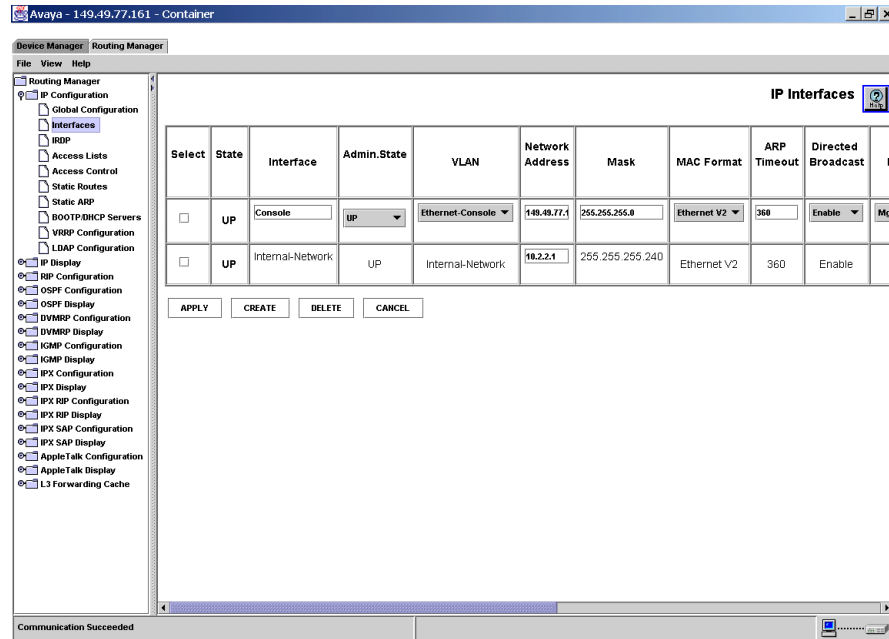 Avaya - 149.49.77.161 - Container
Device Manager Routing Manager
File View Help
Routing Manager
IP Configuration
Global Configuration
Interfaces
IRDP
Access Lists
Access Control
Static Routes
Static ARP
BOOTP/DHCP Servers
VRRP Configuration
LDAP Configuration
IP Display
RIP Configuration
OSPF Configuration
OSPF Display
DVMRP Configuration
DVMRP Display
IGMP Configuration
IGMP Display
IPX Configuration
IPX Display
IPX RIP Configuration
IPX RIP Display
IPX SAP Configuration
IPX SAP Display
AppleTalk Configuration
AppleTalk Display
L3 Forwarding Cache
IP Interfaces Help
Select State Interface Admin.State VLAN Network Address Mask MAC Format ARP Timeout Directed Broadcast
UP Console UP Ethernet-Console 149.49.77.1 255.255.255.0 Ethernet V2 360 Enable
UP Internal-Network UP Internal-Network 10.2.2.1 255.255.255.240 Ethernet V2 360 Enable
APPLY CREATE DELETE CANCEL
Communication Succeeded